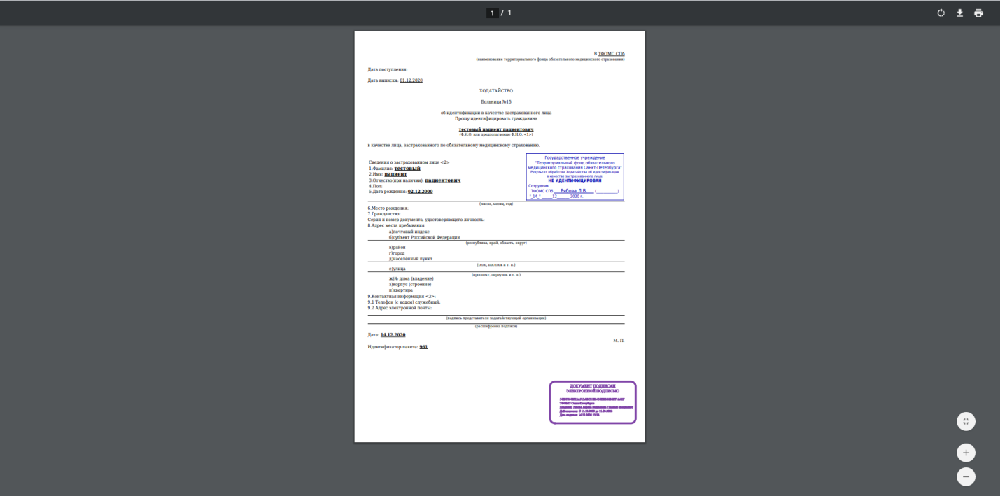 1 / 1
В ТФОМС СПб
(наименование территориального фонда обязательного медицинского страхования)
Дата поступления:
Дата выписки: 01.12.2020
ХОДАТАЙСТВО
Больница №15
об идентификации в качестве застрахованного лица
Прошу идентифицировать гражданина
тестовый пациент пациентович
(Ф.И.О. или предполагаемые Ф.И.О. <1>)
в качестве лица, застрахованного по обязательному медицинскому страхованию.
Сведения о застрахованном лице <2>
1.Фамилия: тестовый
2.Имя: пациент
3.Отчество(при наличии): пациентович
4.Пол:
5.Дата рождения: 02.12.2000
Государственное учреждение
"Территориальный фонд обязательного
медицинского страхования Санкт-Петербурга"
Результат обработки Ходатайства об идентификации
в качестве застрахованного лица
НЕ ИДЕНТИФИЦИРОВАН
Сотрудник
ТФОМС СПб ___Рябова Л.В.___ (__________)
"_14_" _____12______ 2020 г.
(число, месяц, год)
6.Место рождения:
7.Гражданство:
Серия и номер документа, удостоверяющего личность:
8.Адрес места пребывания:
а)почтовый индекс
б)субъект Российской Федерации
(республика, край, область, округ)
в)район
г)город
д)населённый пункт
(село, поселок и т. п.)
е)улица
(проспект, переулок и т. п.)
ж)№ дома (владение)
з)корпус (строение)
и)квартира
9.Контактная информация <3>:
9.1 Телефон (с кодом) служебный:
9.2 Адрес электронной почты:
(подпись представителя ходатайствующей организации)
(расшифровка подписи)
Дата: 14.12.2020
М. П.
Идентификатор пакета: 961
ДОКУМЕНТ ПОДПИСАН
ЭЛЕКТРОННОЙ ПОДПИСЬЮ
ТФОМС Санкт-Петербурга